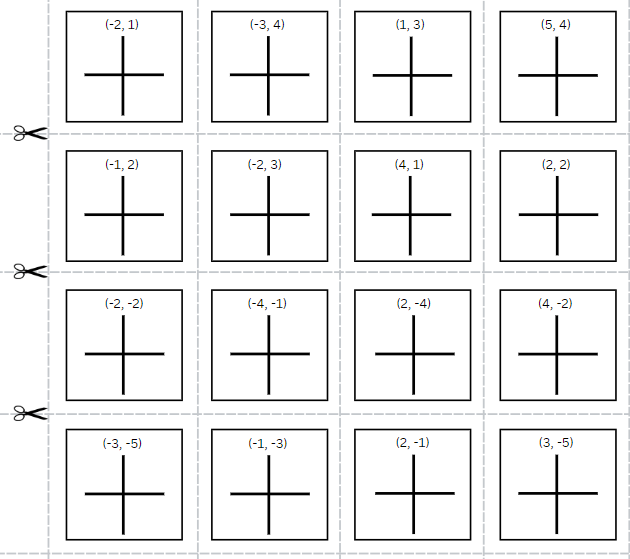 (-2, 1) (-3, 4) (1, 3) (5, 4)
(-1, 2) (-2, 3) (4, 1) (2, 2)
(-2, -2) (-4, -1) (2, -4) (4, -2)
(-3, -5) (-1, -3) (2, -1) (3, -5)